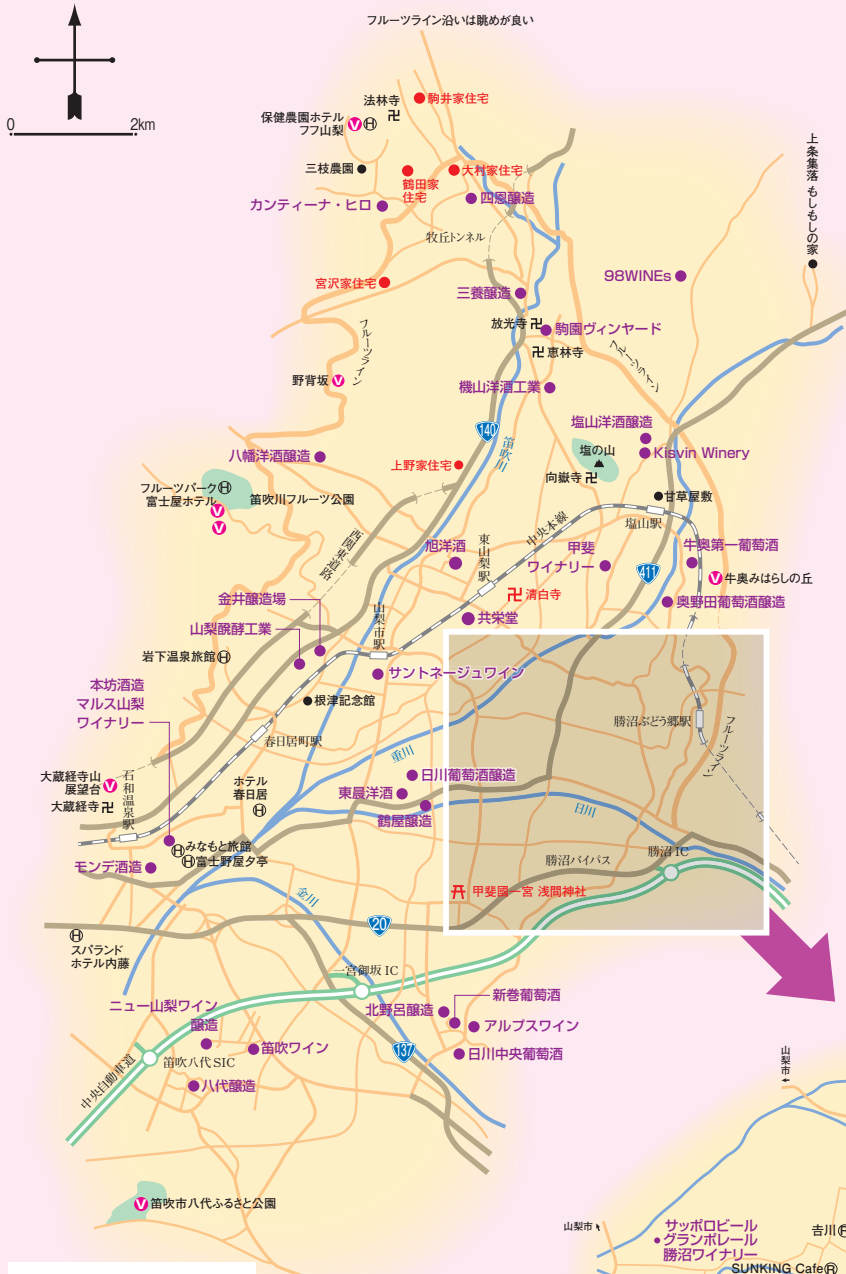 フルーツライン沿いは眺めが良い
0 2km
法林寺
駒井家住宅
保健農園ホテル
フフ山梨
V H
三枝農園
鶴田家
住宅
大村家住宅
カンティーナ・ヒロ
四恩醸造
牧丘トンネル
上条集落 もしもしの家
98WINEs
宮沢家住宅
三養醸造
放光寺
駒園ヴィンヤード
恵林寺
フルーツライン
フルーツライン
野背坂
V
機山洋酒工業
140
笛吹川
塩山洋酒醸造
塩の山
Kisvin Winery
八幡洋酒醸造
上野家住宅
向嶽寺
フルーツパーク
富士屋ホテル
H
V
V
笛吹川フルーツ公園
甘草屋敷
塩山駅
西関東道路
旭洋酒
東山梨駅
中央本線
甲斐
ワイナリー
411
牛奥第一葡萄酒
V
牛奥みはらしの丘
清白寺
奥野田葡萄酒醸造
金井醸造場
山梨市駅
共栄堂
山梨醗酵工業
岩下温泉旅館
H
サントネージュワイン
本坊酒造
マルス山梨
ワイナリー
根津記念館
勝沼ぶどう郷駅
フルーツライン
春日居町駅
重川
大蔵経寺山
展望台
V
大蔵経寺
石和温泉駅
ホテル
春日居
H
日川葡萄酒醸造
東晨洋酒
鶴屋醸造
日川
みなもと旅館
H
富士野屋夕亭
H
モンデ酒造
勝沼バイパス
勝沼 IC
金川
甲斐國一宮 浅間神社
20
H
スパランド
ホテル内藤
一宮御坂 IC
ニュー山梨ワイン
醸造
北野呂醸造
新巻葡萄酒
アルプスワイン
笛吹ワイン
137
日川中央葡萄酒
中央自動車道
笛吹八代SIC
八代醸造
山梨市
V
笛吹市八代ふるさと公園
山梨市
サッポロビール
グランポレール
勝沼ワイナリー
吉川
H
SUNKING Cafe
R